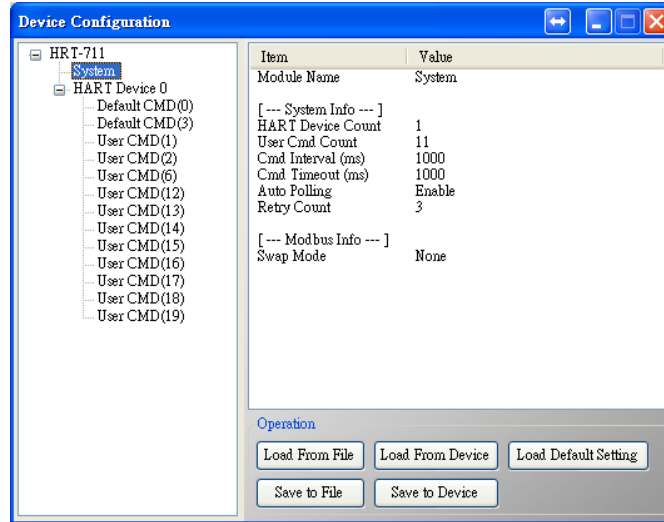 Device Configuration
HRT-711
System
HART Device 0
Default CMD(0)
Default CMD(3)
User CMD(1)
User CMD(2)
User CMD(6)
User CMD(12)
User CMD(13)
User CMD(14)
User CMD(15)
User CMD(16)
User CMD(17)
User CMD(18)
User CMD(19)
Item Value
Module Name System
[ --- System Info --- ]
HART Device Count 1
User Cmd Count 11
Cmd Interval (ms) 1000
Cmd Timeout (ms) 1000
Auto Polling Enable
Retry Count 3
[ --- Modbus Info --- ]
Swap Mode None
Operation
Load From File Load From Device Load Default Setting
Save to File Save to Device